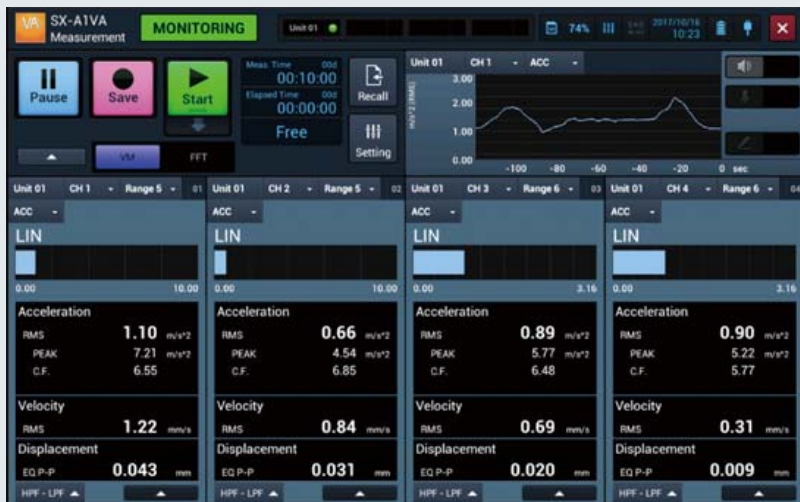 VA SX-A1VA
Measurement
MONITORING
Unit 01
74%
2017/10/16
10:23
Pause
Save
Start
Meas. Time 00d
00:10:00
Elapsed Time 00d
00:00:00
Free
Recall
Setting
VM FFT
Unit 01 CH 1 ACC
m/s^2 (RMS)
3.00
2.00
1.00
0.00
-100 -80 -60 -40 -20 0 sec
Unit 01 CH 1 Range 5 01 Unit 01 CH 2 Range 5 02 Unit 01 CH 3 Range 6 03 Unit 01 CH 4 Range 6 04
ACC ACC ACC ACC
LIN LIN LIN LIN
0.00 10.00 0.00 10.00 0.00 3.16 0.00 3.16
Acceleration Acceleration Acceleration Acceleration
RMS 1.10 m/s^2 RMS 0.66 m/s^2 RMS 0.89 m/s^2 RMS 0.90 m/s^2
PEAK 7.21 m/s^2 PEAK 4.54 m/s^2 PEAK 5.77 m/s^2 PEAK 5.22 m/s^2
C.F. 6.55 C.F. 6.85 C.F. 6.48 C.F. 5.77
Velocity Velocity Velocity Velocity
RMS 1.22 mm/s RMS 0.84 mm/s RMS 0.69 mm/s RMS 0.31 mm/s
Displacement Displacement Displacement Displacement
EQ P-P 0.043 mm EQ P-P 0.031 mm EQ P-P 0.020 mm EQ P-P 0.009 mm
HPF - LPF HPF - LPF HPF - LPF HPF - LPF